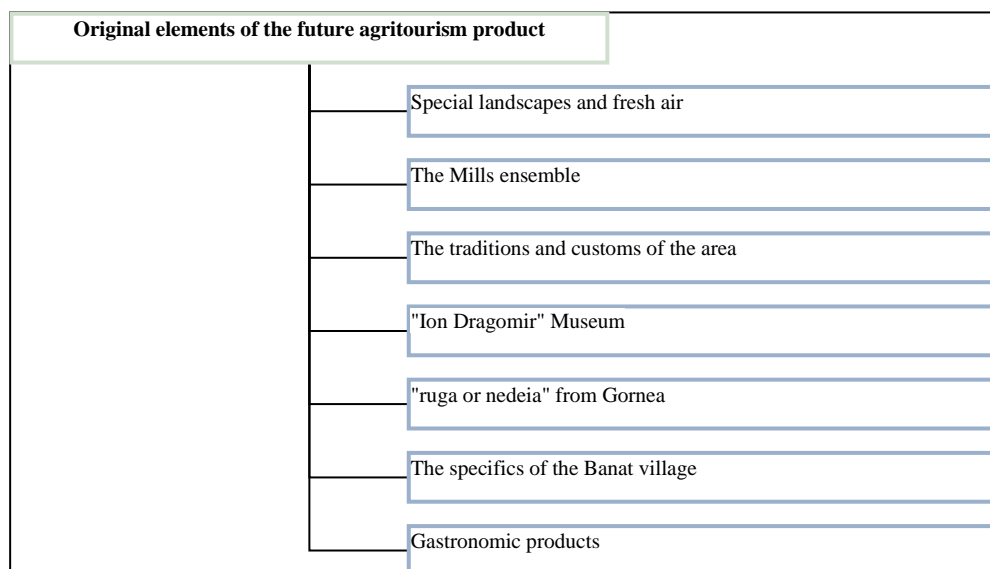 Original elements of the future agritourism product
Special landscapes and fresh air
The Mills ensemble
The traditions and customs of the area
"Ion Dragomir" Museum
"ruga or nedeia" from Gornea
The specifics of the Banat village
Gastronomic products